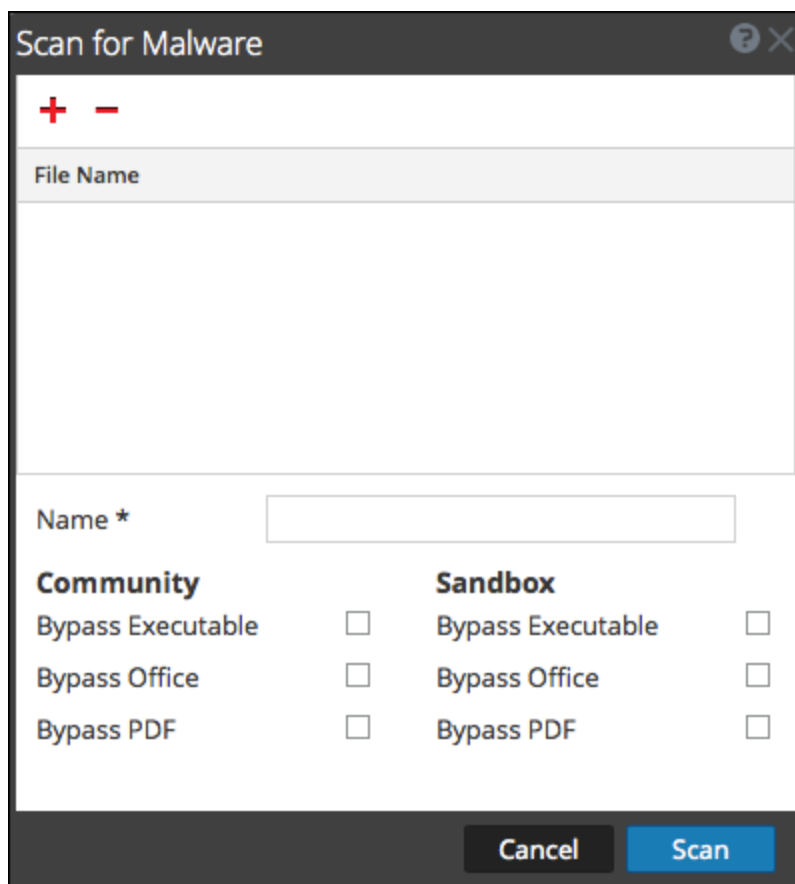 Scan for Malware
File Name
Name *
Community Sandbox
Bypass Executable Bypass Executable
Bypass Office Bypass Office
Bypass PDF Bypass PDF
Cancel Scan